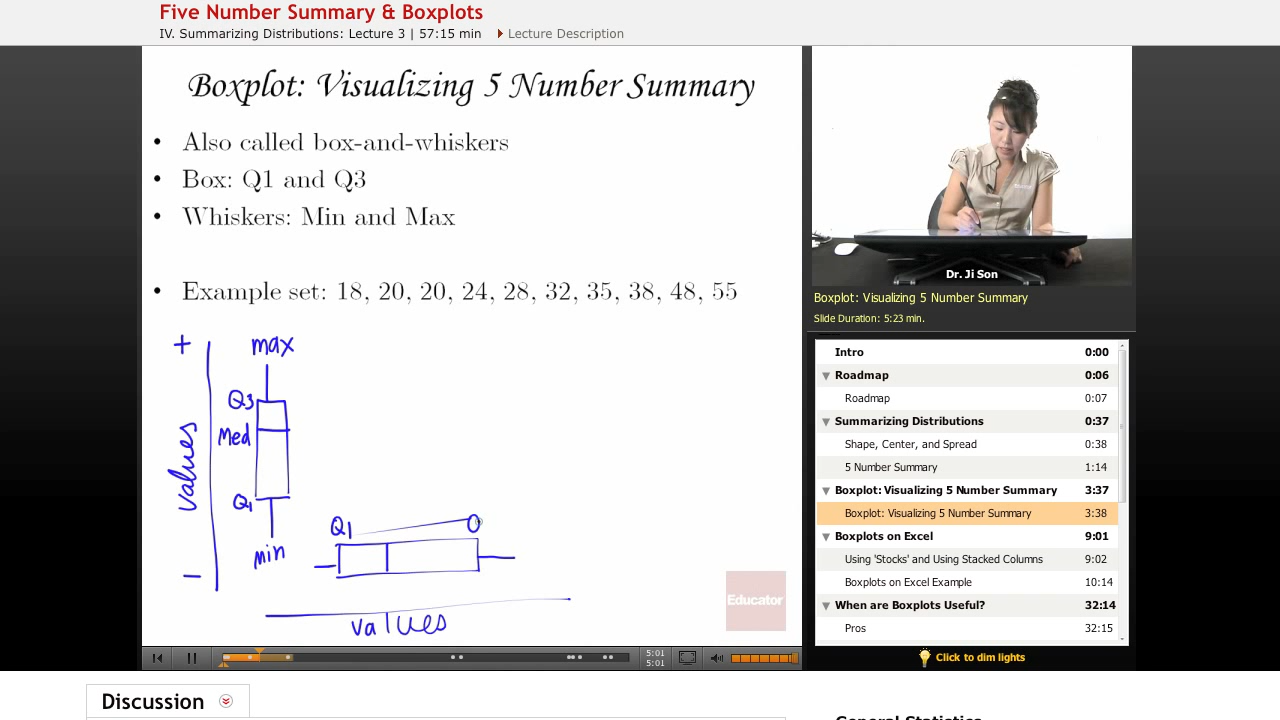 Five Number Summary & Boxplots
IV. Summarizing Distributions: Lecture 3 | 57:15 min Lecture Description
Boxplot: Visualizing 5 Number Summary
• Also called box-and-whiskers
• Box: Q1 and Q3
• Whiskers: Min and Max
• Example set: 18, 20, 20, 24, 28, 32, 35, 38, 48, 55
+
max
Q3
Med
values
Q1
min
−
Q1
values
Educator
5:01
5:01
Dr. Ji Son
Boxplot: Visualizing 5 Number Summary
Slide Duration: 5:23 min.
Intro 0:00
Roadmap 0:06
Roadmap 0:07
Summarizing Distributions 0:37
Shape, Center, and Spread 0:38
5 Number Summary 1:14
Boxplot: Visualizing 5 Number Summary 3:37
Boxplot: Visualizing 5 Number Summary 3:38
Boxplots on Excel 9:01
Using 'Stocks' and Using Stacked Columns 9:02
Boxplots on Excel Example 10:14
When are Boxplots Useful? 32:14
Pros 32:15
Click to dim lights
Discussion